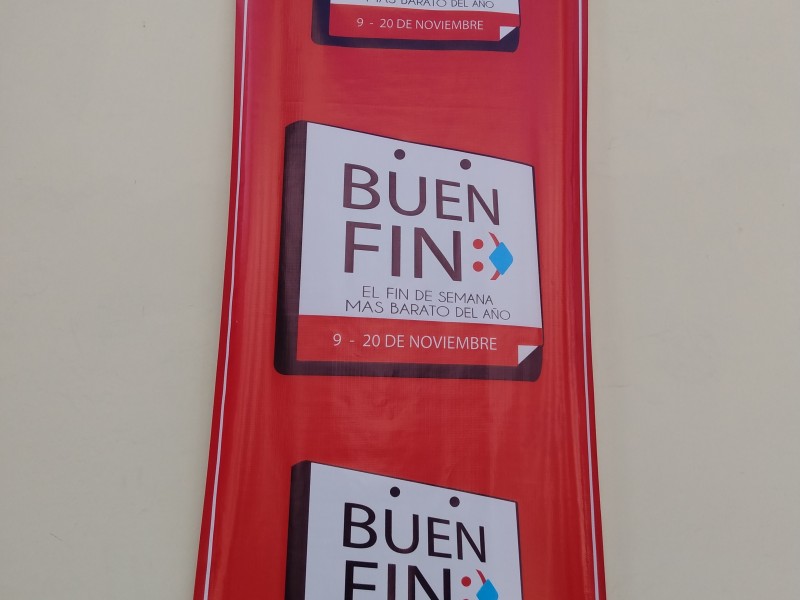 MAS BARATO DEL AÑO
9 - 20 DE NOVIEMBRE
BUEN
FIN
EL FIN DE SEMANA
MAS BARATO DEL AÑO
9 - 20 DE NOVIEMBRE
BUEN
FIN